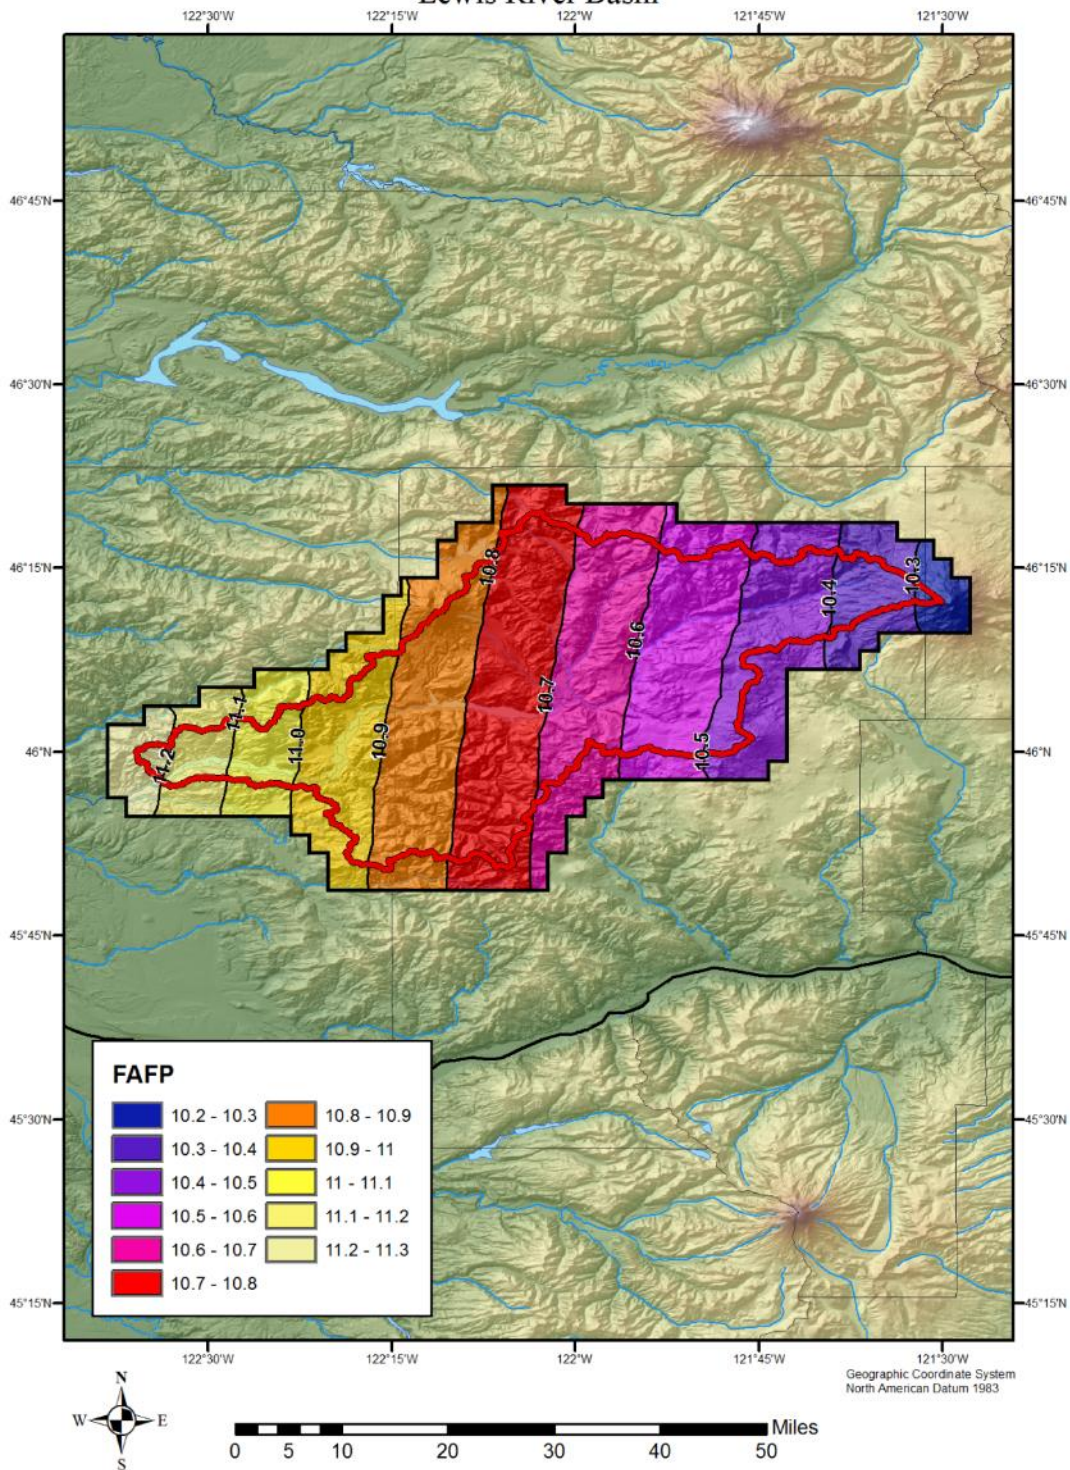 Lewis River Basin
122°30'W 122°15'W 122°W 121°45'W 121°30'W
46°45'N 46°45'N
46°30'N 46°30'N
46°15'N 46°15'N
46°N 46°N
45°45'N 45°45'N
45°30'N 45°30'N
45°15'N 45°15'N
10.8
10.3
10.4
10.6
10.7
11.1
10.9
11.0
10.5
11.2
FAFP
10.2 - 10.3 10.8 - 10.9
10.3 - 10.4 10.9 - 11
10.4 - 10.5 11 - 11.1
10.5 - 10.6 11.1 - 11.2
10.6 - 10.7 11.2 - 11.3
10.7 - 10.8
122°30'W 122°15'W 122°W 121°45'W 121°30'W
Geographic Coordinate System
North American Datum 1983
N
W E
S
Miles
0 5 10 20 30 40 50